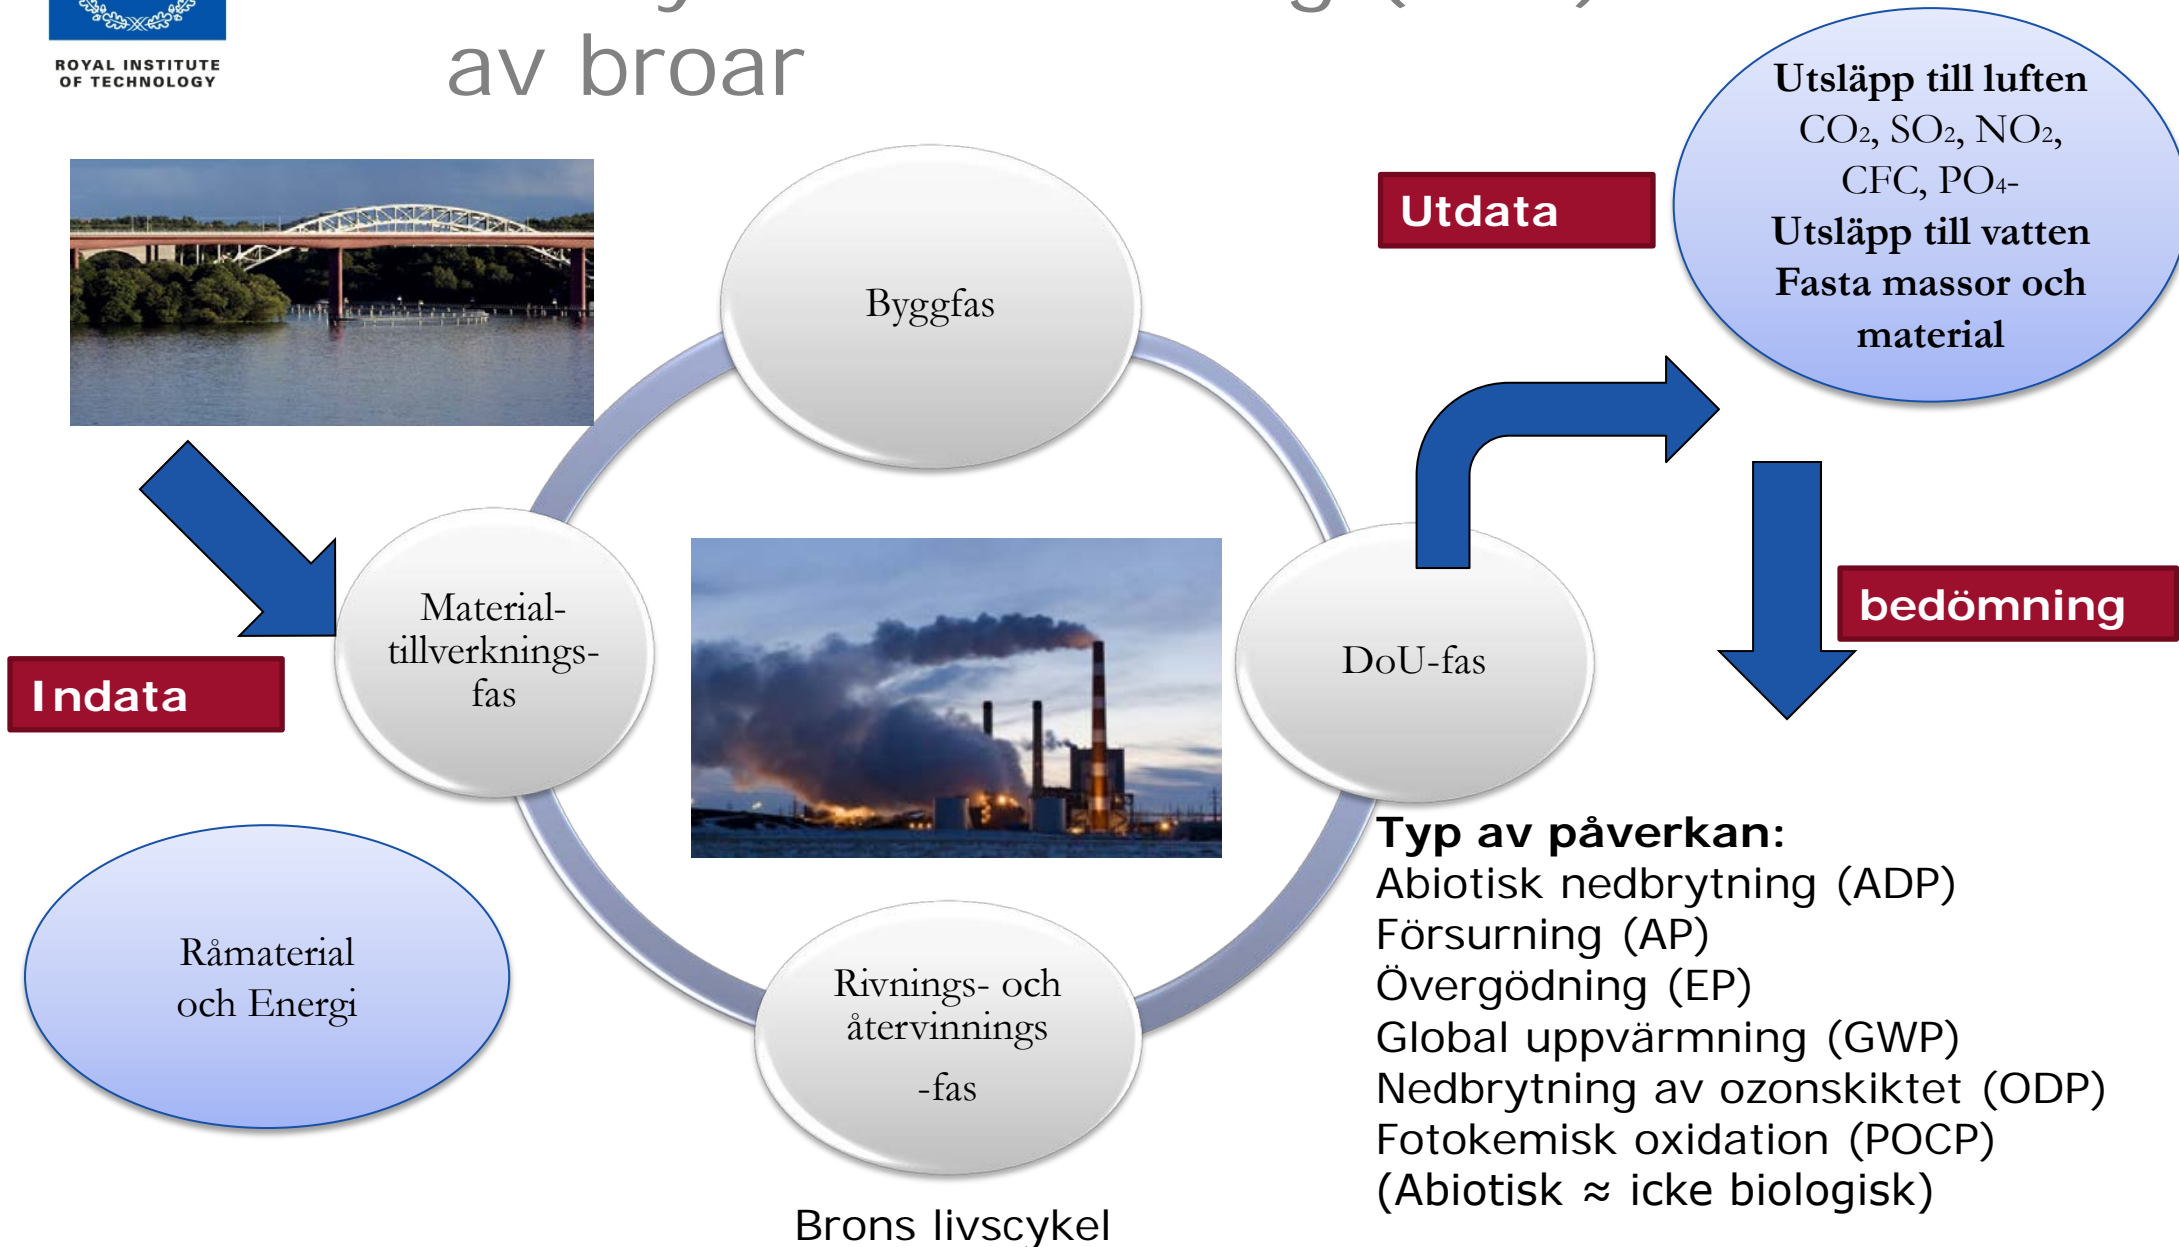 ROYAL INSTITUTE
OF TECHNOLOGY
av broar
Utsläpp till luften
CO₂, SO₂, NO₂,
CFC, PO₄-
Utsläpp till vatten
Fasta massor och
material
Utdata
Byggfas
bedömning
Material-
tillverknings-
fas
DoU-fas
Indata
Råmaterial
och Energi
Rivnings- och
återvinnings
-fas
Brons livscykel
Typ av påverkan:
Abiotisk nedbrytning (ADP)
Försurning (AP)
Övergödning (EP)
Global uppvärmning (GWP)
Nedbrytning av ozonskiktet (ODP)
Fotokemisk oxidation (POCP)
(Abiotisk ≈ icke biologisk)